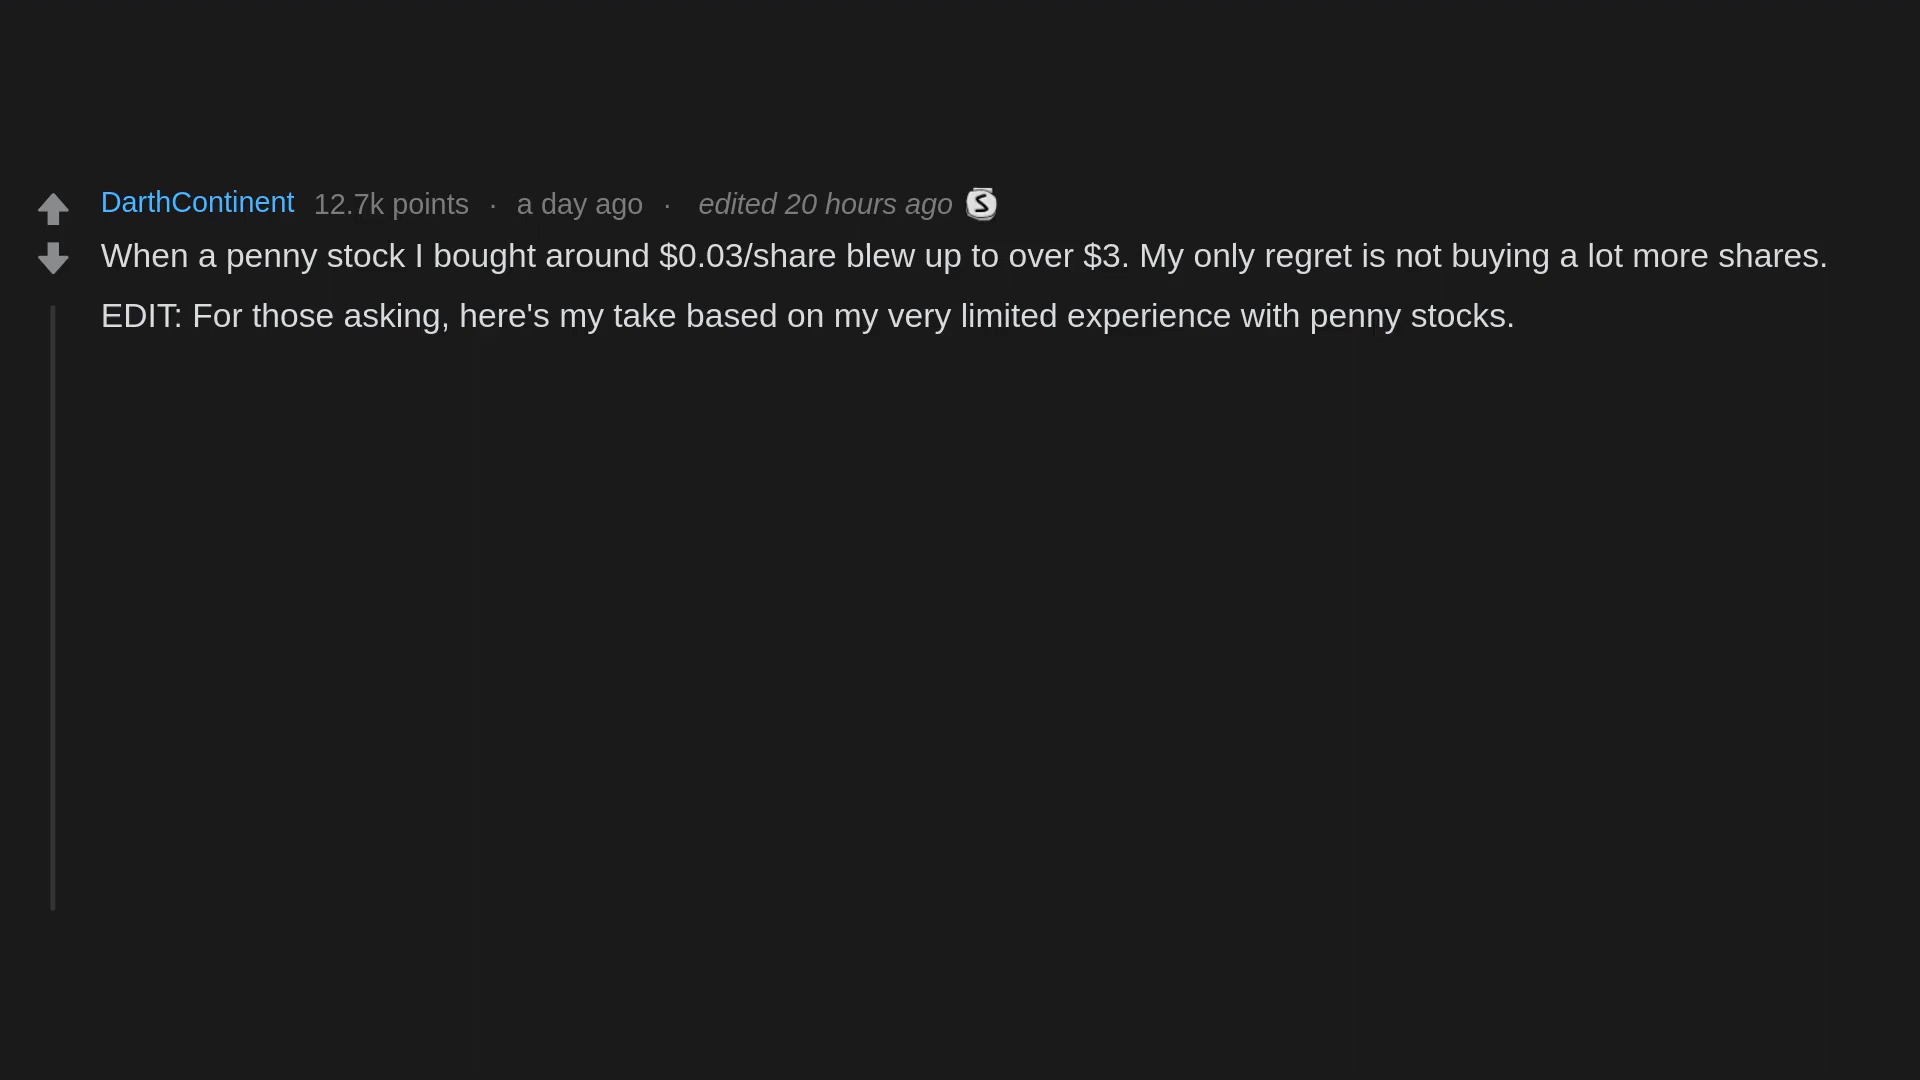 DarthContinent 12.7k points · a day ago · edited 20 hours ago S
When a penny stock I bought around $0.03/share blew up to over $3. My only regret is not buying a lot more shares.
EDIT: For those asking, here's my take based on my very limited experience with penny stocks.